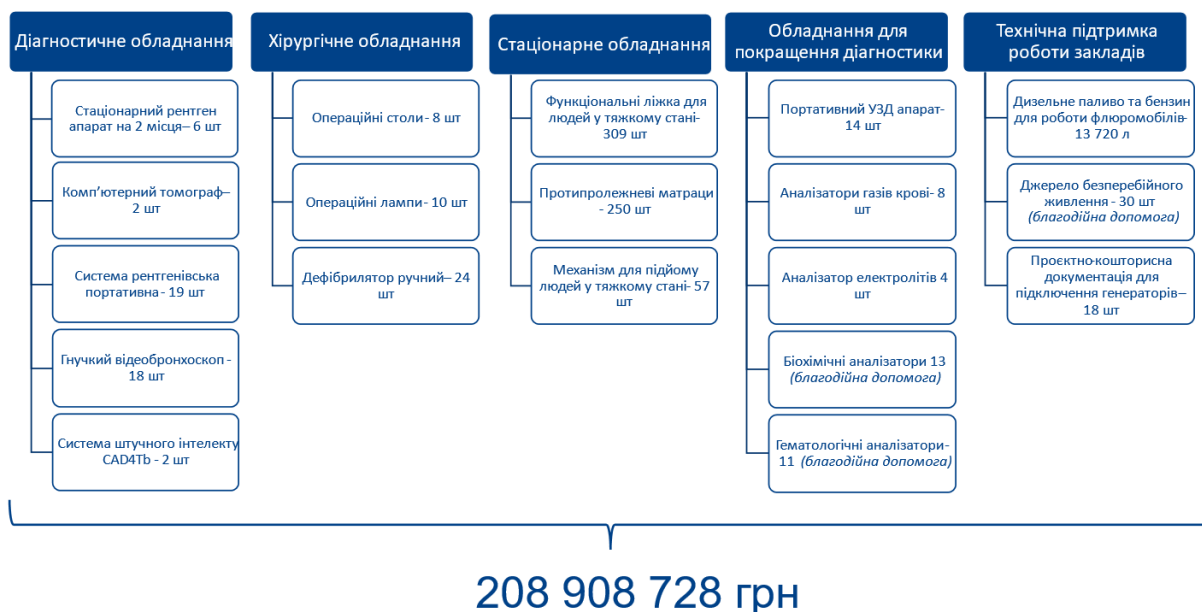 Діагностичне обладнання
Стаціонарний рентген
апарат на 2 місця– 6 шт
Комп’ютерний томограф–
2 шт
Система рентгенівська
портативна - 19 шт
Гнучкий відеобронхоскоп -
18 шт
Система штучного інтелекту
CAD4Tb - 2 шт
Хірургічне обладнання
Операційні столи – 8 шт
Операційні лампи- 10 шт
Дефібрилятор ручний– 24
шт
Стаціонарне обладнання
Функціональні ліжка для
людей у тяжкому стані-
309 шт
Протипролежневі матраци
- 250 шт
Механізм для підйому
людей у тяжкому стані- 57
шт
Обладнання для
покращення діагностики
Портативний УЗД апарат-
14 шт
Аналізатори газів крові- 8
шт
Аналізатор електролітів 4
шт
Біохімічні аналізатори 13
(благодійна допомога)
Гематологічні аналізатори-
11 (благодійна допомога)
Технічна підтримка
роботи закладів
Дизельне паливо та бензин
для роботи флюромобілів-
13 720 л
Джерело безперебійного
живлення - 30 шт
(благодійна допомога)
Проєктно-кошторисна
документація для
підключення генераторів–
18 шт
208 908 728 грн